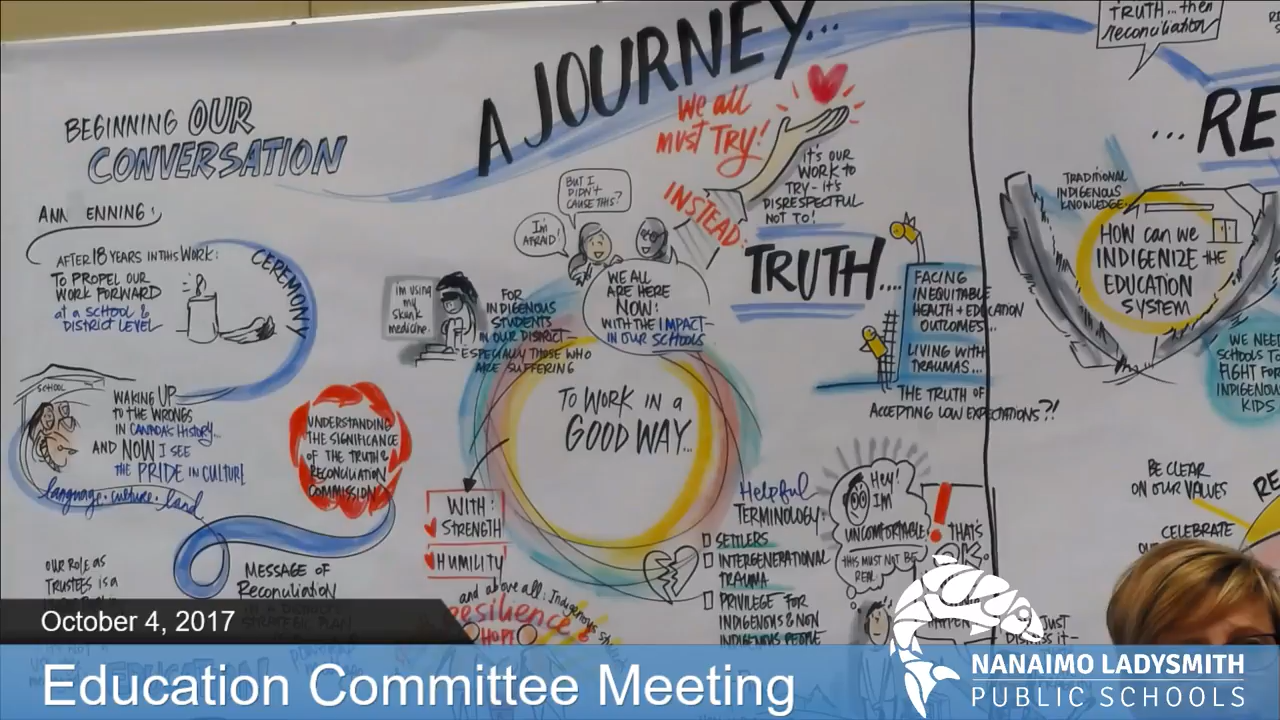 A JOURNEY...
BEGINNING OUR
CONVERSATION
ANN ENNING:
AFTER 18 YEARS IN THIS WORK:
TO PROPEL OUR
WORK FORWARD
at a SCHOOL &
DISTRICT LEVEL
CEREMONY
SCHOOL
WAKING UP
TO THE WRONGS
IN CANADA'S HISTORY...
AND NOW I SEE
THE PRIDE IN CULTURE
language · culture · land
UNDERSTANDING
THE SIGNIFICANCE
OF THE TRUTH &
RECONCILIATION
COMMISSION
OUR ROLE AS
TRUSTEES IS a
MESSAGE OF
Reconciliation
STRATEGIC PLAN
We all
must TRY!
INSTEAD:
IT'S OUR
WORK TO
TRY - IT'S
DISRESPECTFUL
NOT TO!
BUT I
DIDN'T
CAUSE THIS?
I'm
AFRAID!
WE ALL
ARE HERE
NOW:
WITH THE IMPACT
IN OUR SCHOOLS
im using
my
skunk
medicine.
FOR
INDIGENOUS
STUDENTS
IN OUR DISTRICT—
ESPECIALLY THOSE WHO
ARE SUFFERING
TO WORK IN a
GOOD WAY...
WITH:
STRENGTH
HUMILITY
and above all: Indigenous
resilience &
HOPE
TRUTH...
FACING
INEQUITABLE
HEALTH + EDUCATION
OUTCOMES...
LIVING WITH
TRAUMAS...
THE TRUTH OF
ACCEPTING LOW EXPECTATIONS?!
Helpful
TERMINOLOGY:
SETTLERS
INTERGENERATIONAL
TRAUMA
PRIVILEGE FOR
INDIGENOUS & NON
INDIGENOUS PEOPLE
Hey!
I'm
UNCOMFORTABLE!
THIS MUST NOT BE
REAL.
! THAT'S
OK.
TRUTH...then
reconciliation
...RE
TRADITIONAL
INDIGENOUS
KNOWLEDGE
HOW can we
INDIGENIZE THE
EDUCATION
SYSTEM
WE NEED
SCHOOLS TO
FIGHT FOR
INDIGENOUS
KIDS
BE CLEAR
ON OUR VALUES
CELEBRATE
RE
JUST
October 4, 2017
Education Committee Meeting
NANAIMO LADYSMITH
PUBLIC SCHOOLS